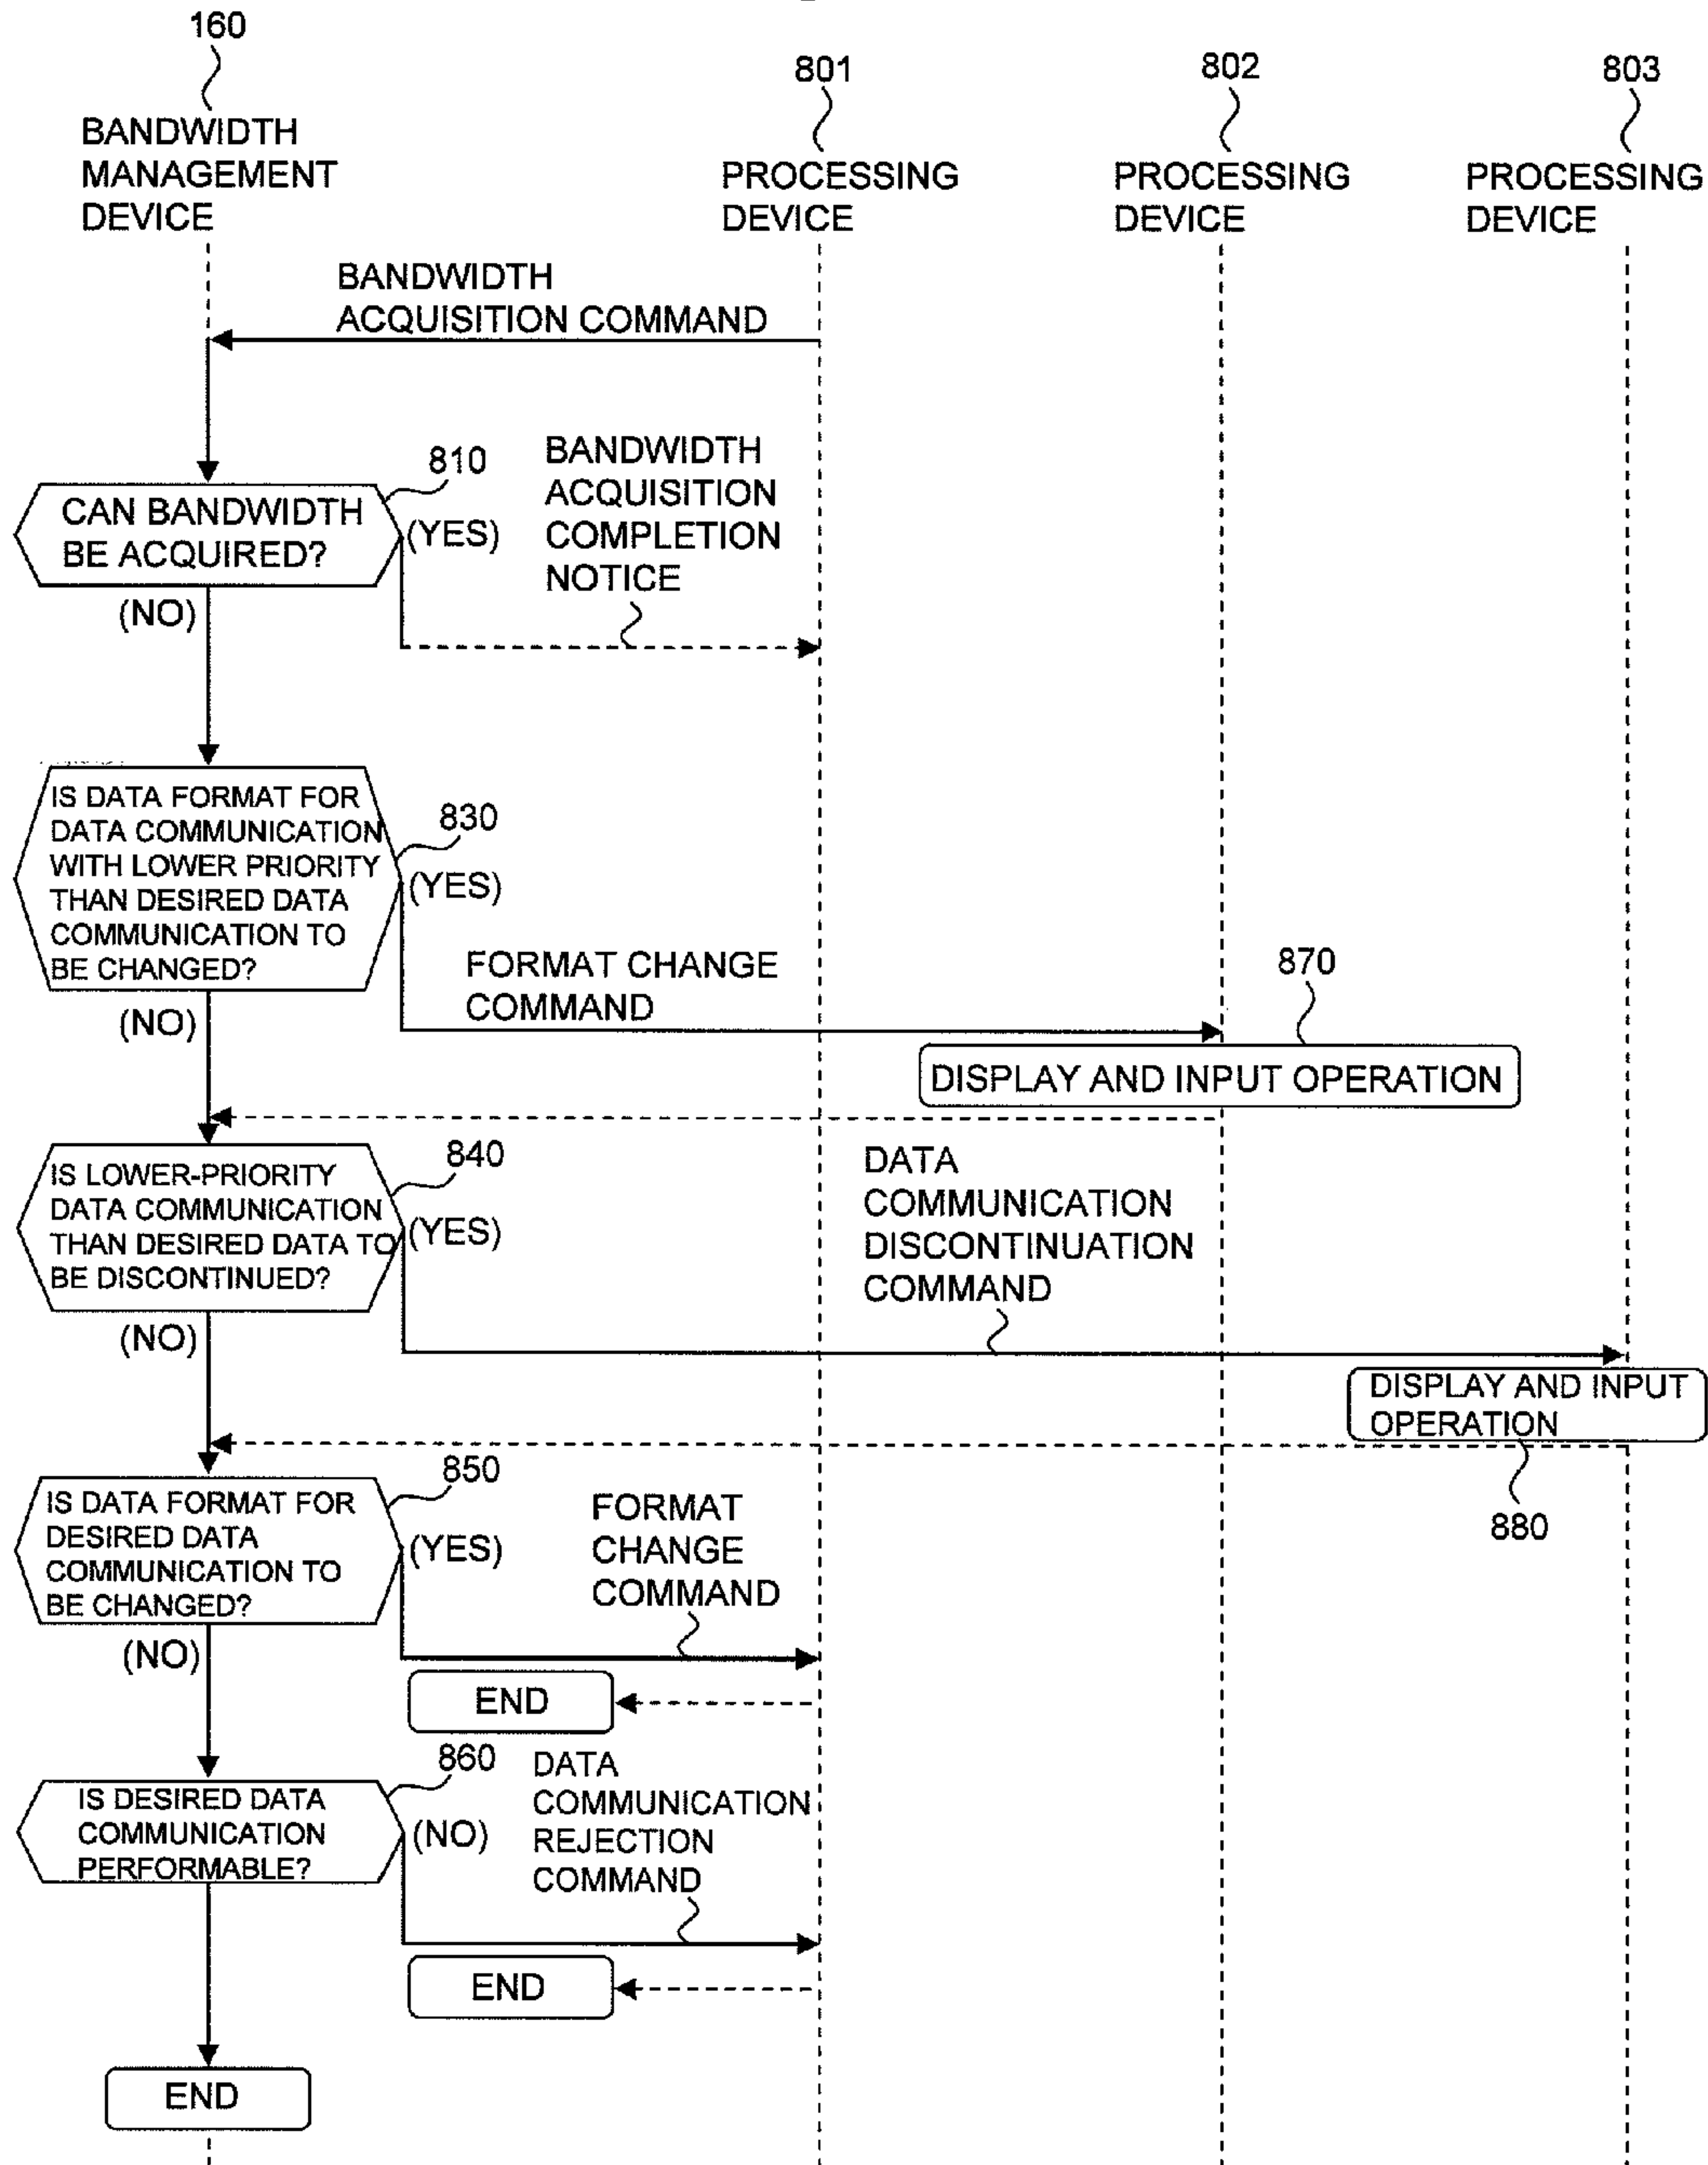 160
801
802
803
BANDWIDTH
MANAGEMENT
DEVICE
PROCESSING
DEVICE
PROCESSING
DEVICE
PROCESSING
DEVICE
BANDWIDTH
ACQUISITION COMMAND
CAN BANDWIDTH
BE ACQUIRED?
810
(YES)
BANDWIDTH
ACQUISITION
COMPLETION
NOTICE
(NO)
IS DATA FORMAT FOR
DATA COMMUNICATION
WITH LOWER PRIORITY
THAN DESIRED DATA
COMMUNICATION TO
BE CHANGED?
830
(YES)
FORMAT CHANGE
COMMAND
870
(NO)
DISPLAY AND INPUT OPERATION
IS LOWER-PRIORITY
DATA COMMUNICATION
THAN DESIRED DATA TO
BE DISCONTINUED?
840
(YES)
DATA
COMMUNICATION
DISCONTINUATION
COMMAND
(NO)
DISPLAY AND INPUT
OPERATION
880
IS DATA FORMAT FOR
DESIRED DATA
COMMUNICATION TO
BE CHANGED?
850
(YES)
FORMAT
CHANGE
COMMAND
(NO)
END
IS DESIRED DATA
COMMUNICATION
PERFORMABLE?
860
(NO)
DATA
COMMUNICATION
REJECTION
COMMAND
END
END